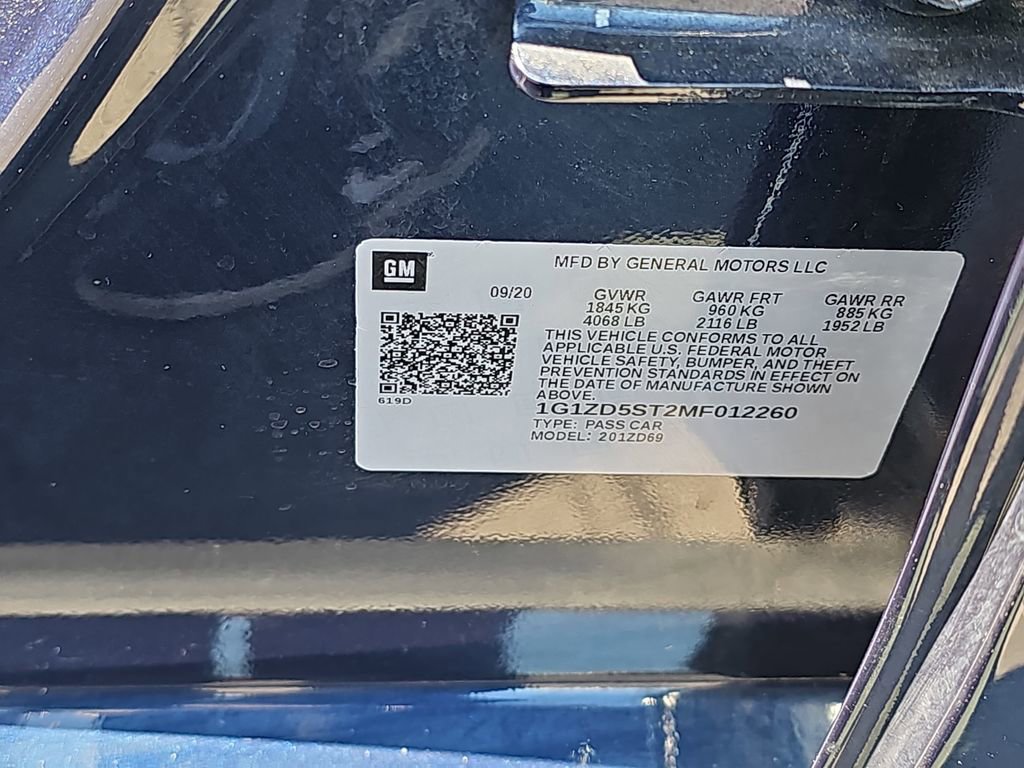 GM
MFD BY GENERAL MOTORS LLC
09/20
GVWR GAWR FRT GAWR RR
1845 KG 960 KG 885 KG
4068 LB 2116 LB 1952 LB
THIS VEHICLE CONFORMS TO ALL
APPLICABLE U.S. FEDERAL MOTOR
VEHICLE SAFETY, BUMPER, AND THEFT
PREVENTION STANDARDS IN EFFECT ON
THE DATE OF MANUFACTURE SHOWN
ABOVE.
619D
1G1ZD5ST2MF012260
TYPE: PASS CAR
MODEL: 201ZD69